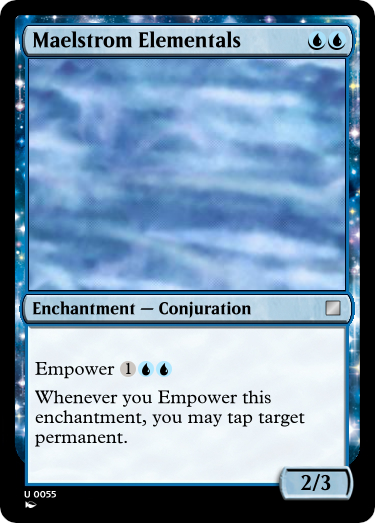 Maelstrom Elementals
Enchantment — Conjuration
Empower 1
Whenever you Empower this
enchantment, you may tap target
permanent.
2/3
U 0055